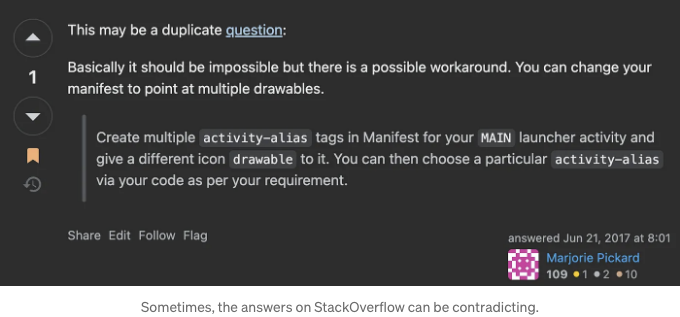 This may be a duplicate question:
1
Basically it should be impossible but there is a possible workaround. You can change your
manifest to point at multiple drawables.
Create multiple activity-alias tags in Manifest for your MAIN launcher activity and
give a different icon drawable to it. You can then choose a particular activity-alias
via your code as per your requirement.
Share Edit Follow Flag
answered Jun 21, 2017 at 8:01
Marjorie Pickard
109 1 2 10
Sometimes, the answers on StackOverflow can be contradicting.